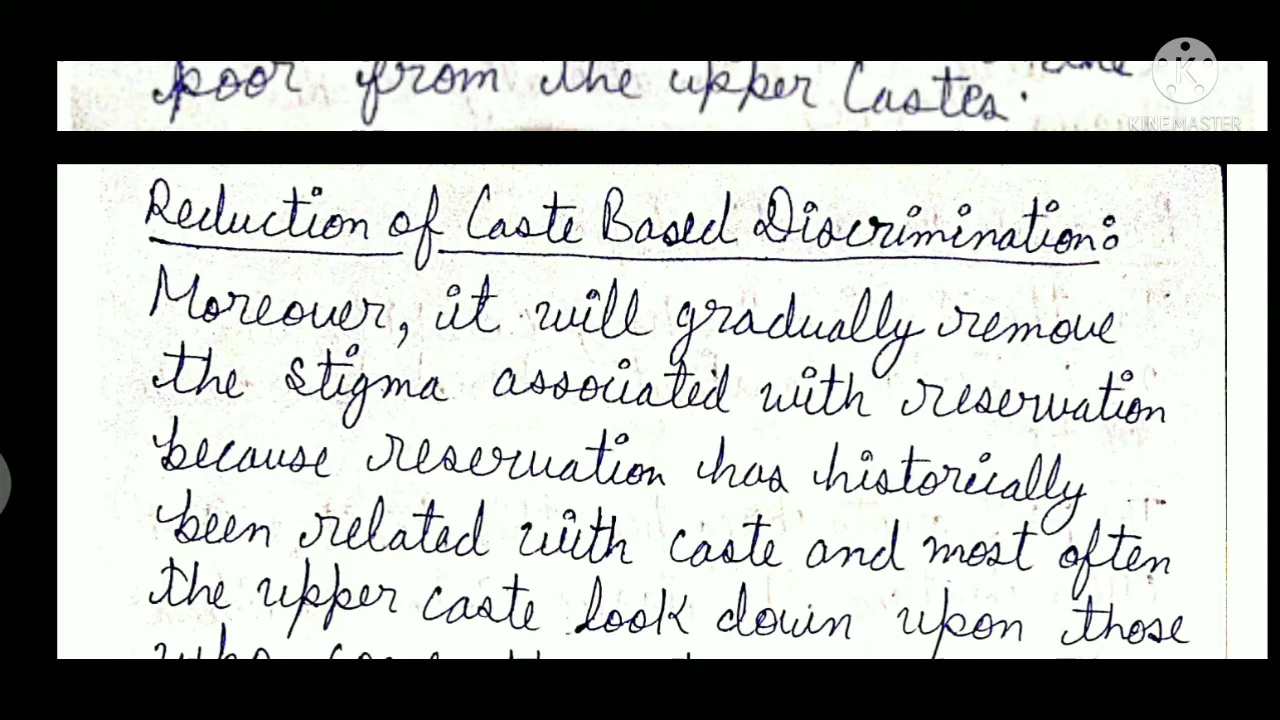 poor from the upper Castes.
KINEMASTER
Reduction of Caste Based Discrimination:
Moreover, it will gradually remove
the stigma associated with reservation
because reservation has historically
been related with caste and most often
the upper caste look down upon those
who